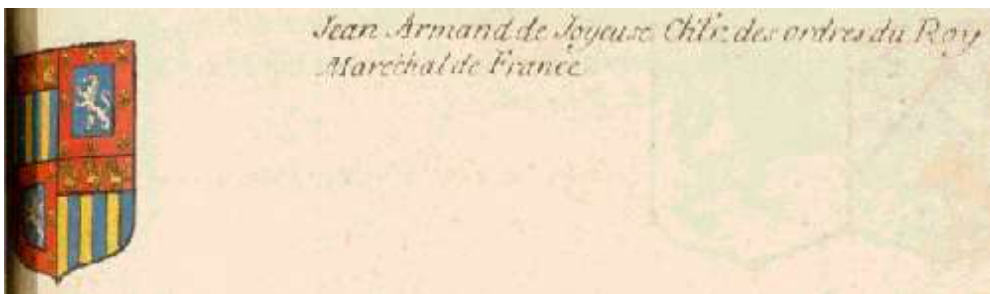 Jean Armand de Joyeuse Chlr. des ordres du Roy
Maréchal de France